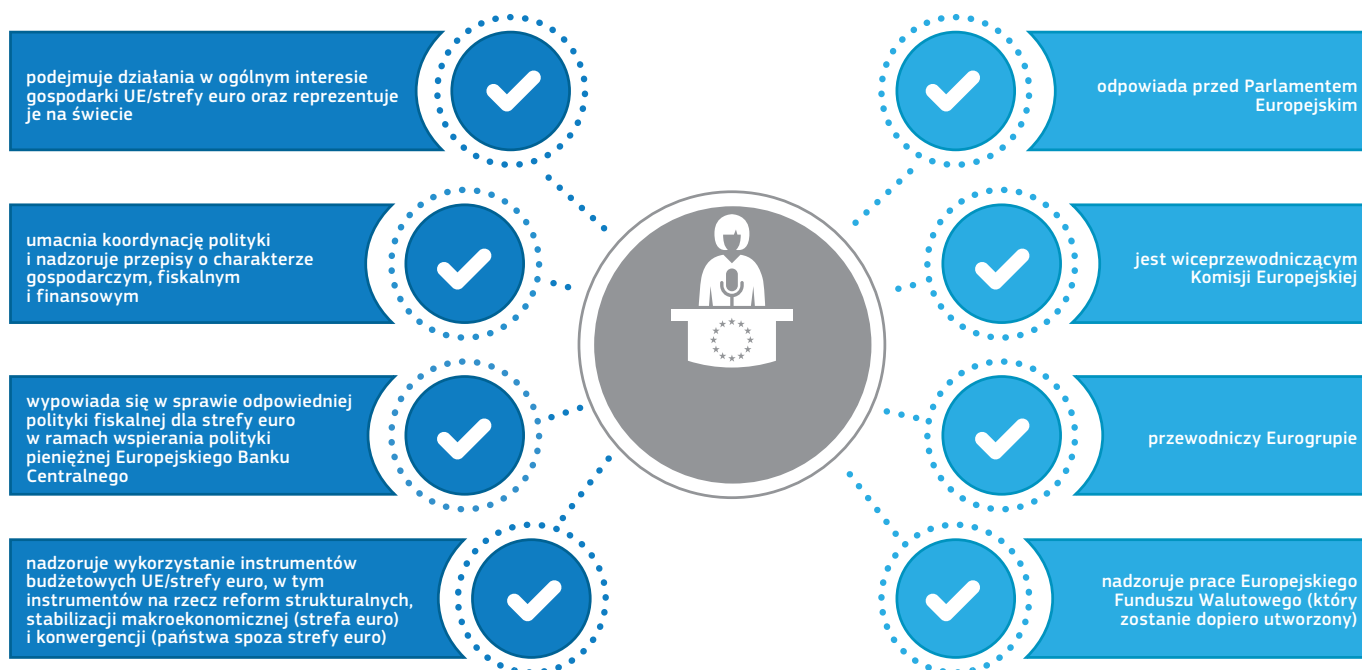 podejmuje działania w ogólnym interesie
gospodarki UE/strefy euro oraz reprezentuje
je na świecie
umacnia koordynację polityki
i nadzoruje przepisy o charakterze
gospodarczym, fiskalnym
i finansowym
wypowiada się w sprawie odpowiedniej
polityki fiskalnej dla strefy euro
w ramach wspierania polityki
pieniężnej Europejskiego Banku
Centralnego
nadzoruje wykorzystanie instrumentów
budżetowych UE/strefy euro, w tym
instrumentów na rzecz reform strukturalnych,
stabilizacji makroekonomicznej (strefa euro)
i konwergencji (państwa spoza strefy euro)
odpowiada przed Parlamentem
Europejskim
jest wiceprzewodniczącym
Komisji Europejskiej
przewodniczy Eurogrupie
nadzoruje prace Europejskiego
Funduszu Walutowego (który
zostanie dopiero utworzony)